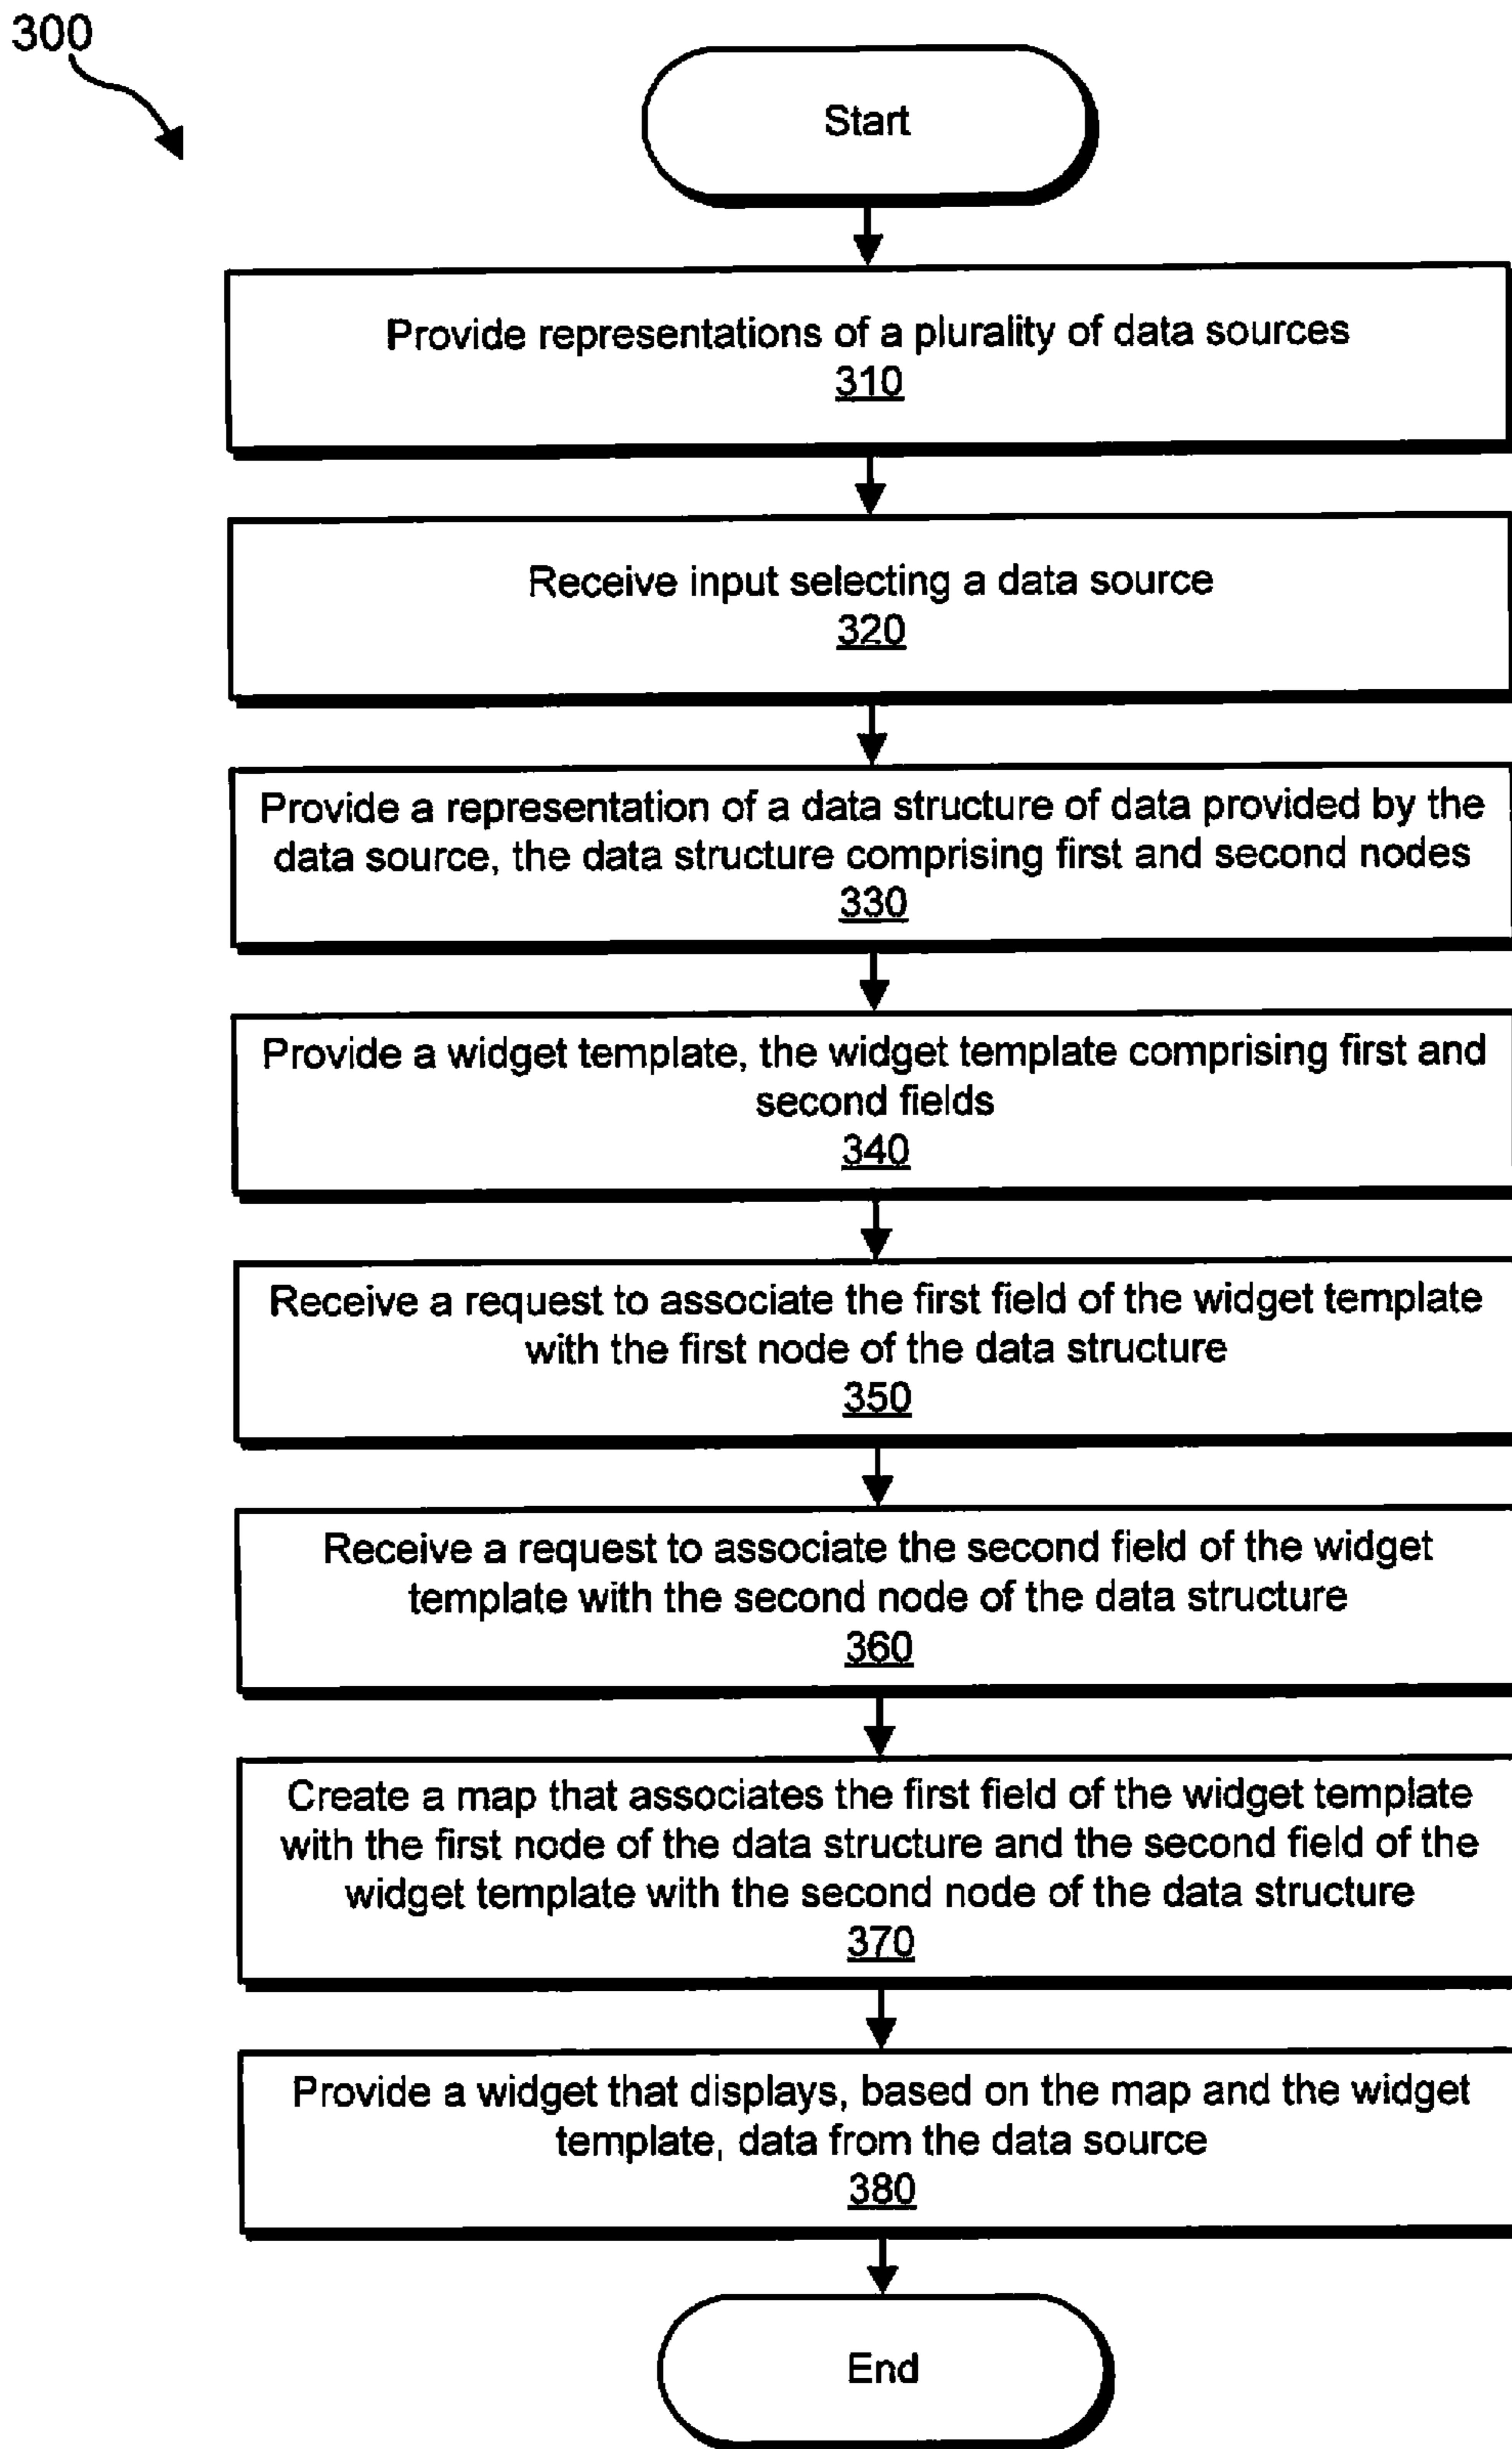 300
Start
Provide representations of a plurality of data sources
310
Receive input selecting a data source
320
Provide a representation of a data structure of data provided by the
data source, the data structure comprising first and second nodes
330
Provide a widget template, the widget template comprising first and
second fields
340
Receive a request to associate the first field of the widget template
with the first node of the data structure
350
Receive a request to associate the second field of the widget
template with the second node of the data structure
360
Create a map that associates the first field of the widget template
with the first node of the data structure and the second field of the
widget template with the second node of the data structure
370
Provide a widget that displays, based on the map and the widget
template, data from the data source
380
End